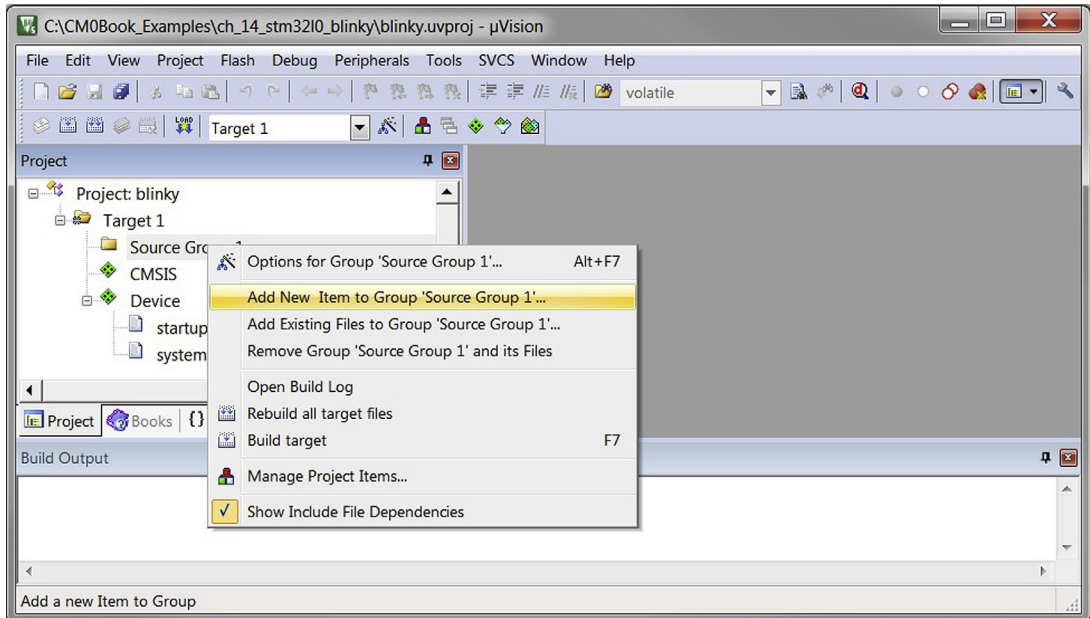 C:\CM0Book_Examples\ch_14_stm32l0_blinky\blinky.uvproj - µVision
File Edit View Project Flash Debug Peripherals Tools SVCS Window Help
volatile
LOAD Target 1
Project
Project: blinky
Target 1
Source Group 1
CMSIS
Device
startup
system
Options for Group 'Source Group 1'... Alt+F7
Add New Item to Group 'Source Group 1'...
Add Existing Files to Group 'Source Group 1'...
Remove Group 'Source Group 1' and its Files
Open Build Log
Rebuild all target files
Build target F7
Manage Project Items...
Show Include File Dependencies
Project Books {}
Build Output
Add a new Item to Group